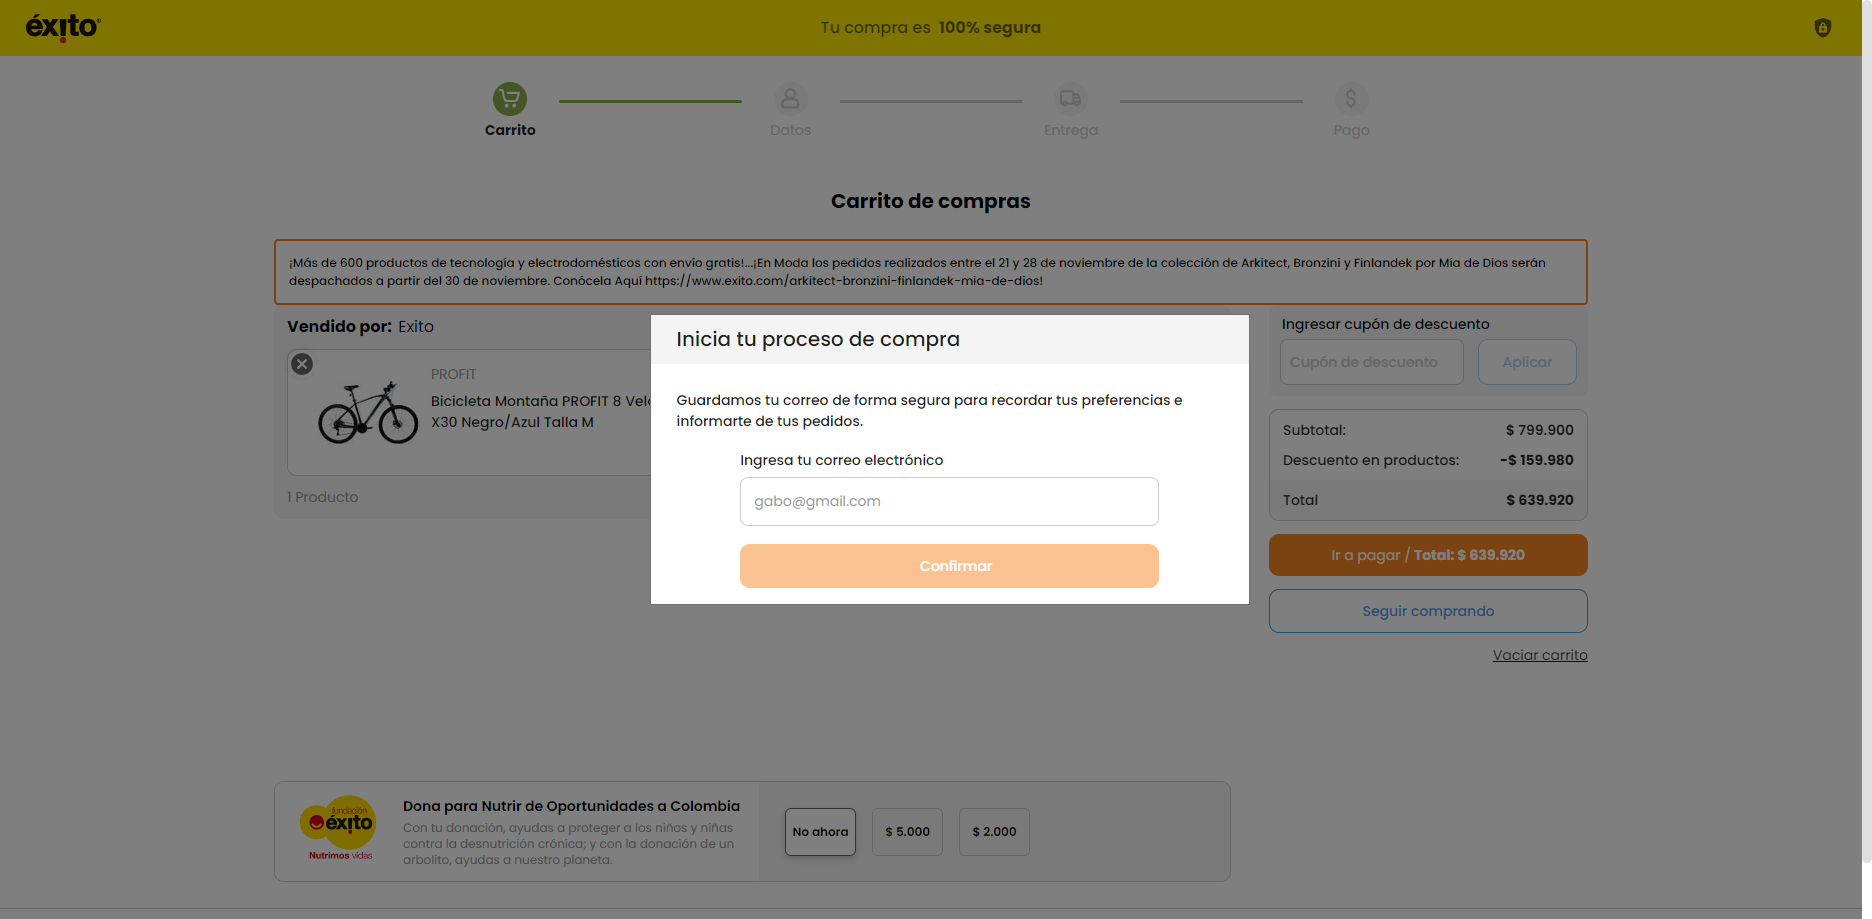 éxito
Tu compra es 100% segura
Carrito
Datos
Entrega
Pago
Carrito de compras
¡Más de 600 productos de tecnología y electrodomésticos con envío gratis!...¡En Moda los pedidos realizados entre el 21 y 28 de noviembre de la colección de Arkitect, Bronzini y Finlandek por Mía de Dios serán
despachados a partir del 30 de noviembre. Conócela Aquí https://www.exito.com/arkitect-bronzini-finlandek-mia-de-dios!
Vendido por: Exito
PROFIT
Bicicleta Montaña PROFIT 8 Velo
X30 Negro/Azul Talla M
1 Producto
Inicia tu proceso de compra
Guardamos tu correo de forma segura para recordar tus preferencias e
informarte de tus pedidos.
Ingresa tu correo electrónico
gabo@gmail.com
Confirmar
Ingresar cupón de descuento
Cupón de descuento
Aplicar
Subtotal: $ 799.900
Descuento en productos: -$ 159.980
Total $ 639.920
Ir a pagar / Total: $ 639.920
Seguir comprando
Vaciar carrito
fundación
éxito
Nutrimos vidas
Dona para Nutrir de Oportunidades a Colombia
Con tu donación, ayudas a proteger a los niños y niñas
contra la desnutrición crónica; y con la donación de un
arbolito, ayudas a nuestro planeta.
No ahora
$ 5.000
$ 2.000